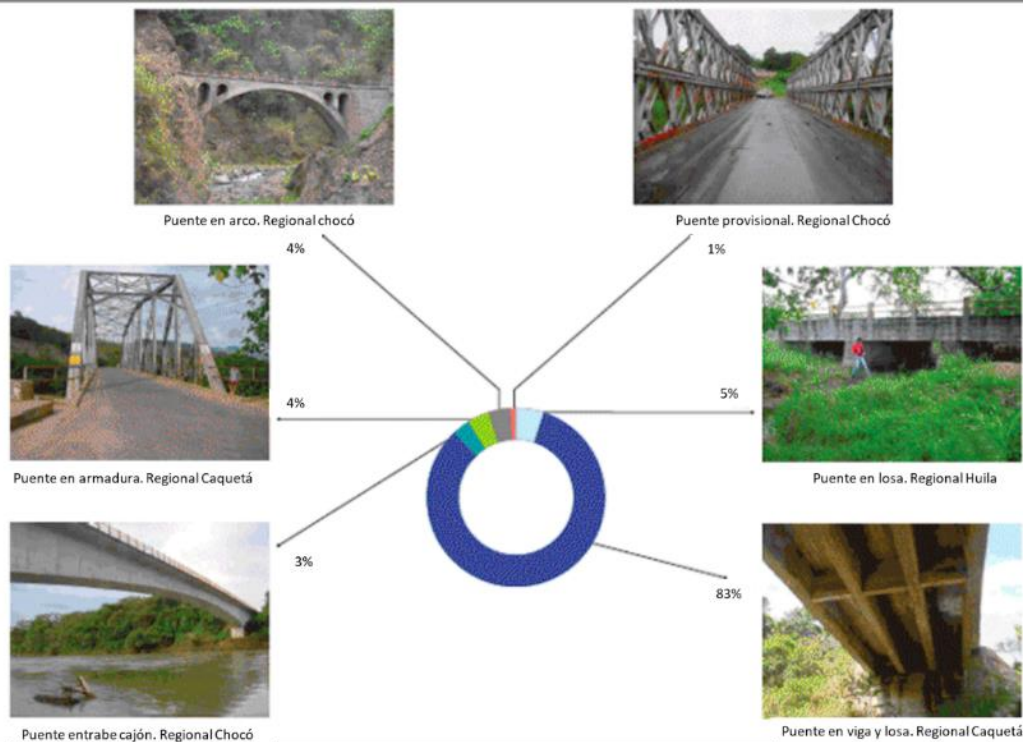 Puente en arco. Regional chocó
4%
Puente provisional. Regional Chocó
1%
Puente en armadura. Regional Caquetá
4%
Puente en losa. Regional Huila
5%
Puente entrabe cajón. Regional Chocó
3%
Puente en viga y losa. Regional Caquetá
83%